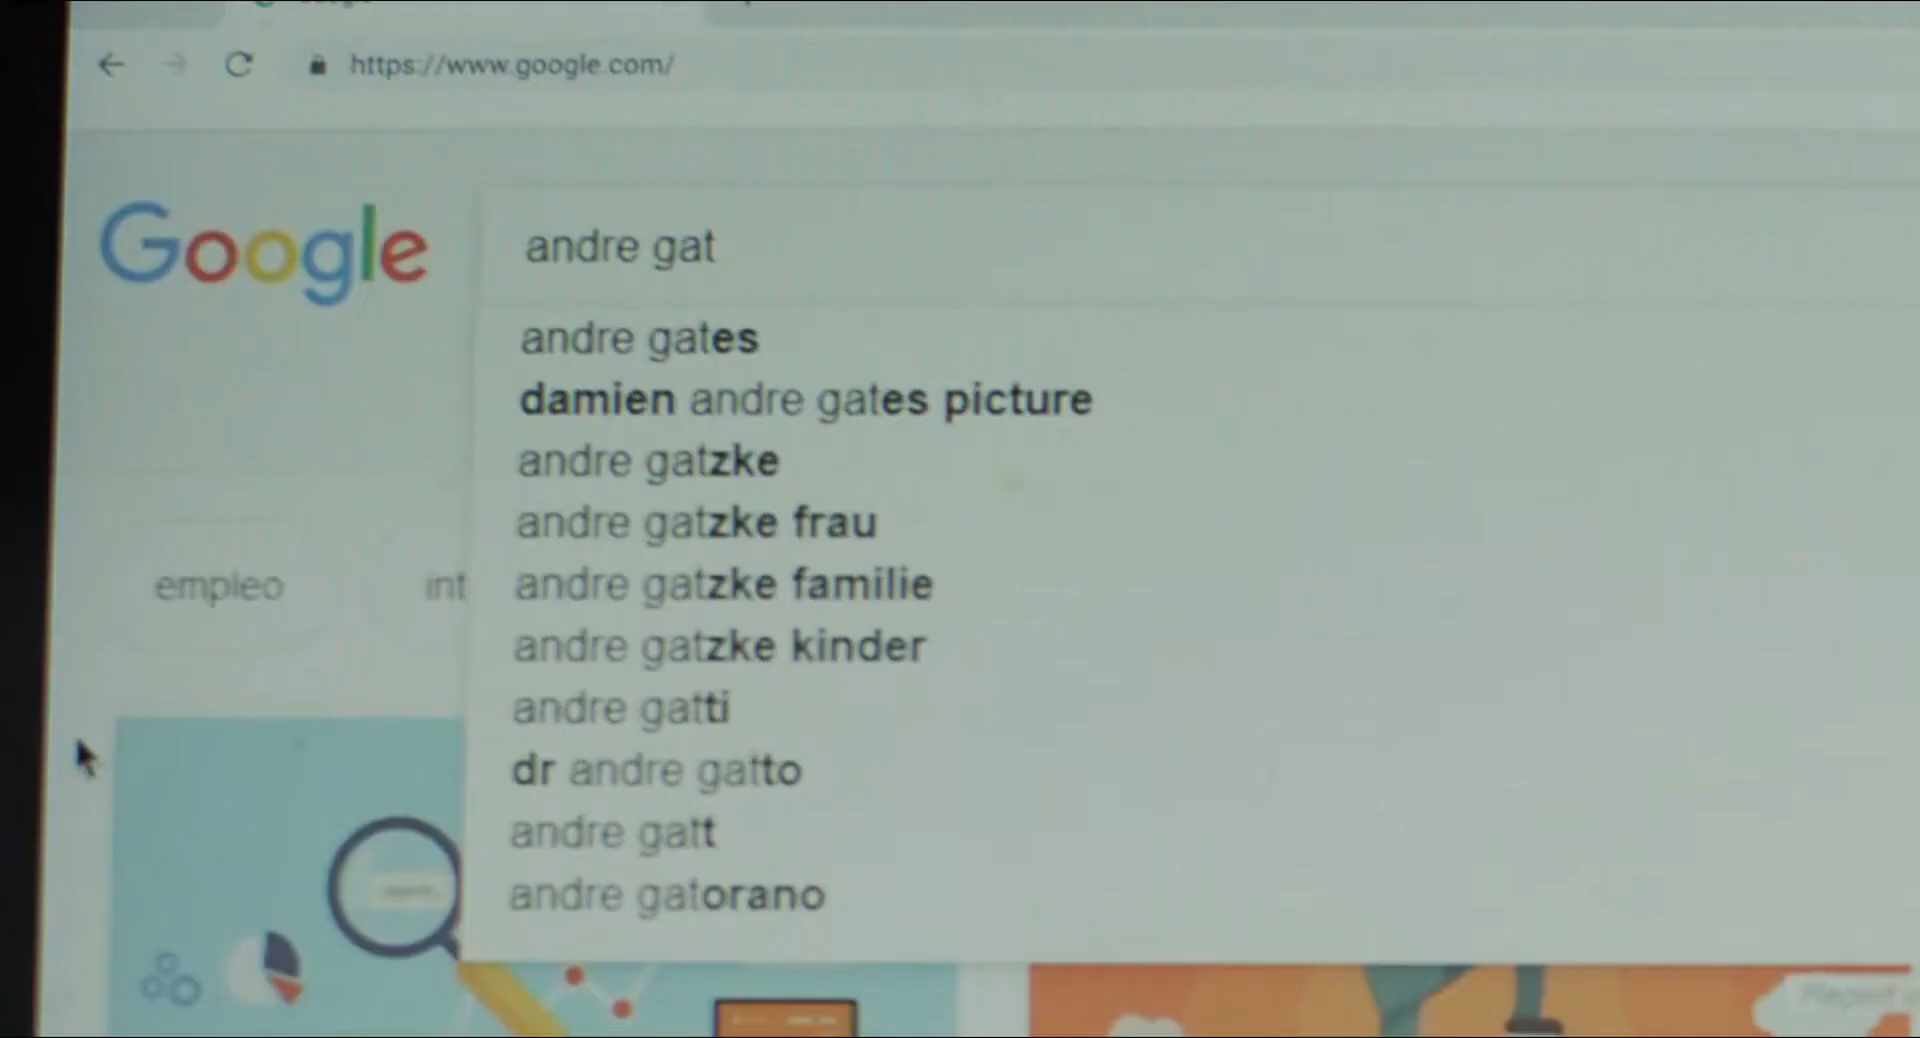 https://www.google.com/
Google
andre gat
andre gates
damien andre gates picture
andre gatzke
andre gatzke frau
andre gatzke familie
andre gatzke kinder
andre gatti
dr andre gatto
andre gatt
andre gatorano
empleo
int